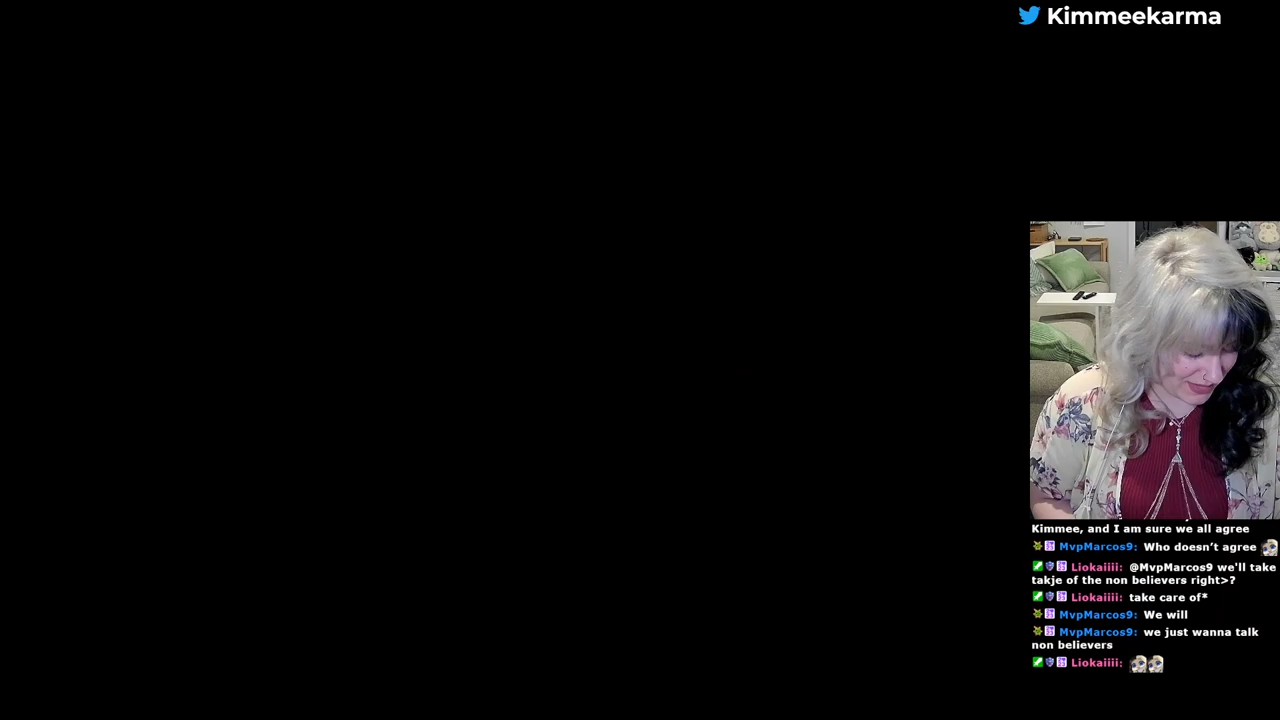 Kimmeekarma
Kimmee, and I am sure we all agree
MvpMarcos9: Who doesn't agree
Liokaiiii: @MvpMarcos9 we'll take
takje of the non believers right>?
Liokaiiii: take care of*
MvpMarcos9: We will
MvpMarcos9: we just wanna talk
non believers
Liokaiiii: